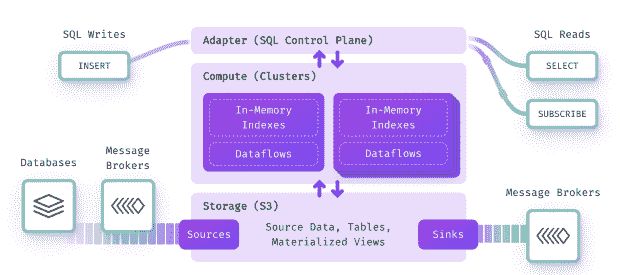 SQL Writes
INSERT
Adapter (SQL Control Plane)
SQL Reads
SELECT
SUBSCRIBE
Compute (Clusters)
In-Memory
Indexes
Dataflows
In-Memory
Indexes
Dataflows
Databases
Message
Brokers
Storage (S3)
Sources
Source Data, Tables,
Materialized Views
Sinks
Message Brokers